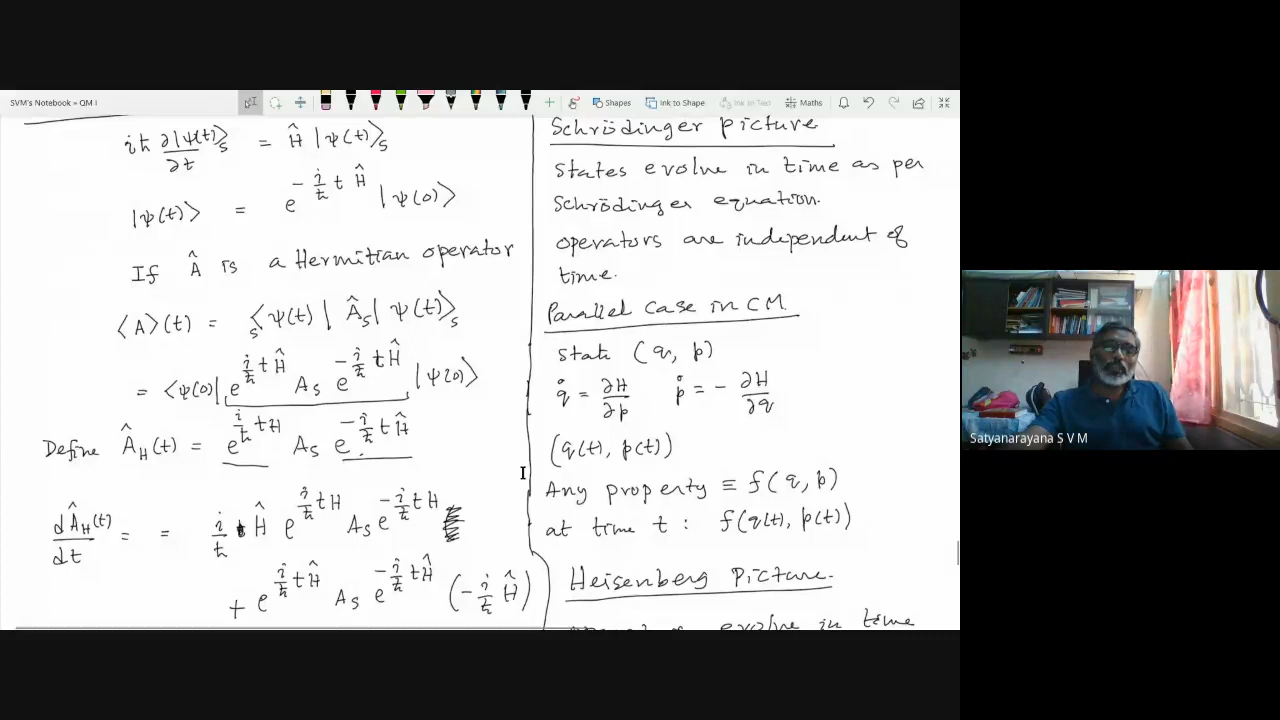 SVM's Notebook » QM I
Shapes
Ink to Shape
Ink to Text
Maths
iħ ∂|ψ(t)⟩_S / ∂t = Ĥ |ψ(t)⟩_S
|ψ(t)⟩ = e^{-i/ħ t Ĥ} |ψ(0)⟩
If Â is a Hermitian operator
⟨A⟩(t) = _S⟨ψ(t)| Â_S | ψ(t)⟩_S
= ⟨ψ(0)| e^{i/ħ t Ĥ} A_S e^{-i/ħ t Ĥ} |ψ(0)⟩
Define Â_H(t) = e^{i/ħ t H} A_S e^{-i/ħ t Ĥ}
dÂ_H(t)/dt = = i/ħ Ĥ e^{i/ħ t H} A_S e^{-i/ħ t H}
+ e^{i/ħ t Ĥ} A_S e^{-i/ħ t Ĥ} (-i/ħ Ĥ)
Schrödinger picture
States evolve in time as per
Schrödinger equation.
operators are independent of
time.
Parallel case in CM
State (q, p)
q̇ = ∂H/∂p ṗ = - ∂H/∂q
(q(t), p(t))
Any property ≡ f(q, p)
at time t : f(q(t), p(t))
Heisenberg Picture.
evolve in time
Satyanarayana S V M